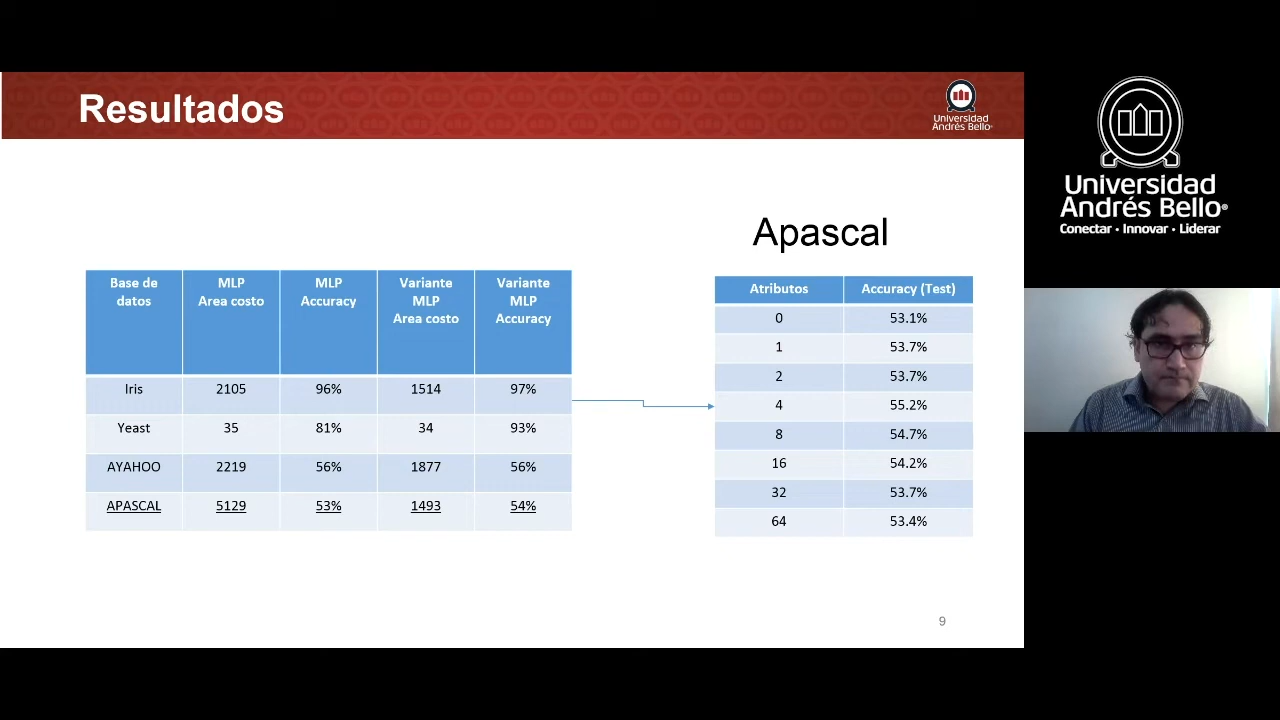 Resultados
Universidad
Andrés Bello
Universidad
Andrés Bello®
Conectar · Innovar · Liderar
Apascal
Base de datos | MLP Area costo | MLP Accuracy | Variante MLP Area costo | Variante MLP Accuracy
Iris | 2105 | 96% | 1514 | 97%
Yeast | 35 | 81% | 34 | 93%
AYAHOO | 2219 | 56% | 1877 | 56%
APASCAL | 5129 | 53% | 1493 | 54%
Atributos | Accuracy (Test)
0 | 53.1%
1 | 53.7%
2 | 53.7%
4 | 55.2%
8 | 54.7%
16 | 54.2%
32 | 53.7%
64 | 53.4%
9